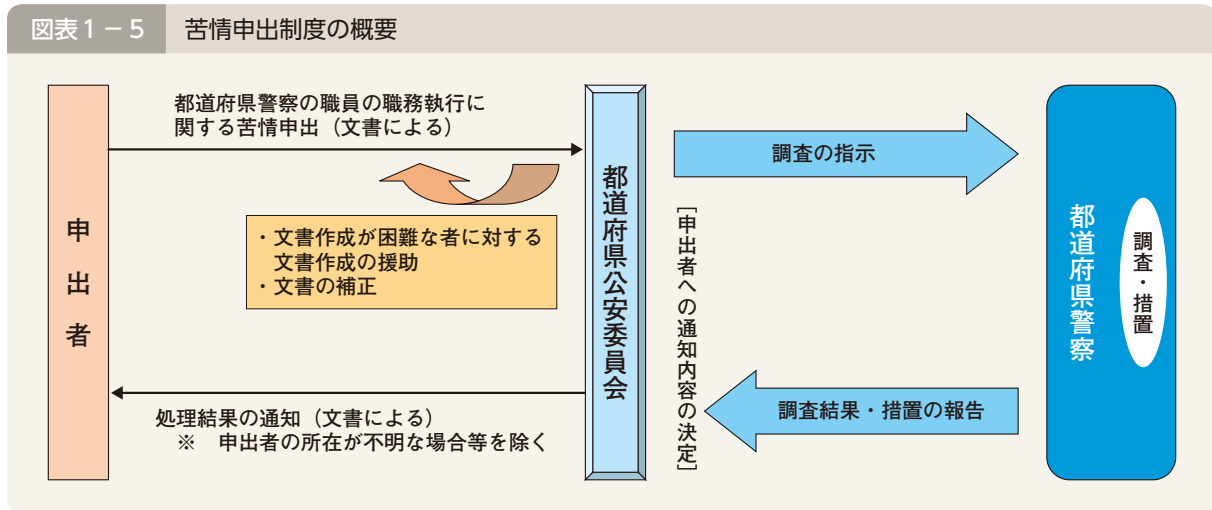 図表1－5 苦情申出制度の概要
都道府県警察の職員の職務執行に
関する苦情申出（文書による）
申出者
・文書作成が困難な者に対する
文書作成の援助
・文書の補正
処理結果の通知（文書による）
※　申出者の所在が不明な場合等を除く
都道府県公安委員会
調査の指示
［申出者への通知内容の決定］
調査結果・措置の報告
都道府県警察
調査・措置